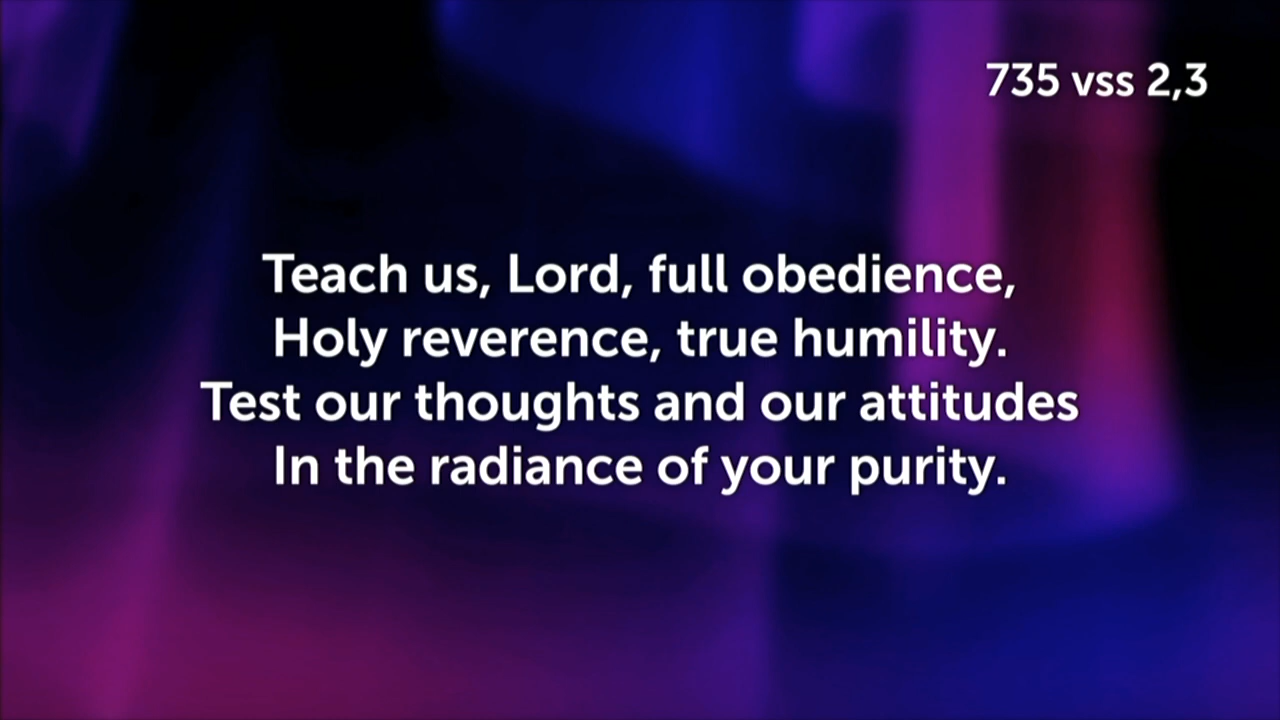 735 vss 2,3
Teach us, Lord, full obedience,
Holy reverence, true humility.
Test our thoughts and our attitudes
In the radiance of your purity.